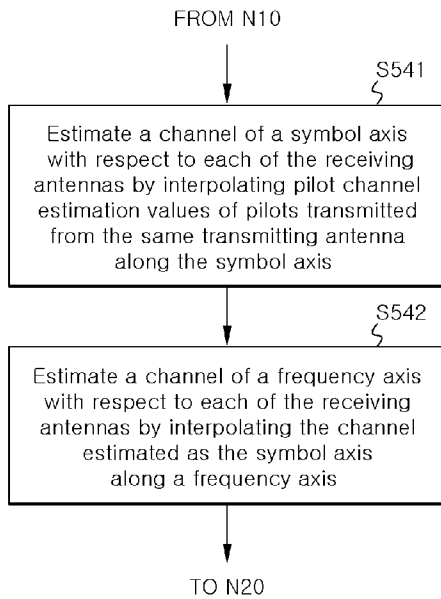 FROM N10
S541
Estimate a channel of a symbol axis
with respect to each of the receiving
antennas by interpolating pilot channel
estimation values of pilots transmitted
from the same transmitting antenna
along the symbol axis
S542
Estimate a channel of a frequency axis
with respect to each of the receiving
antennas by interpolating the channel
estimated as the symbol axis
along a frequency axis
TO N20